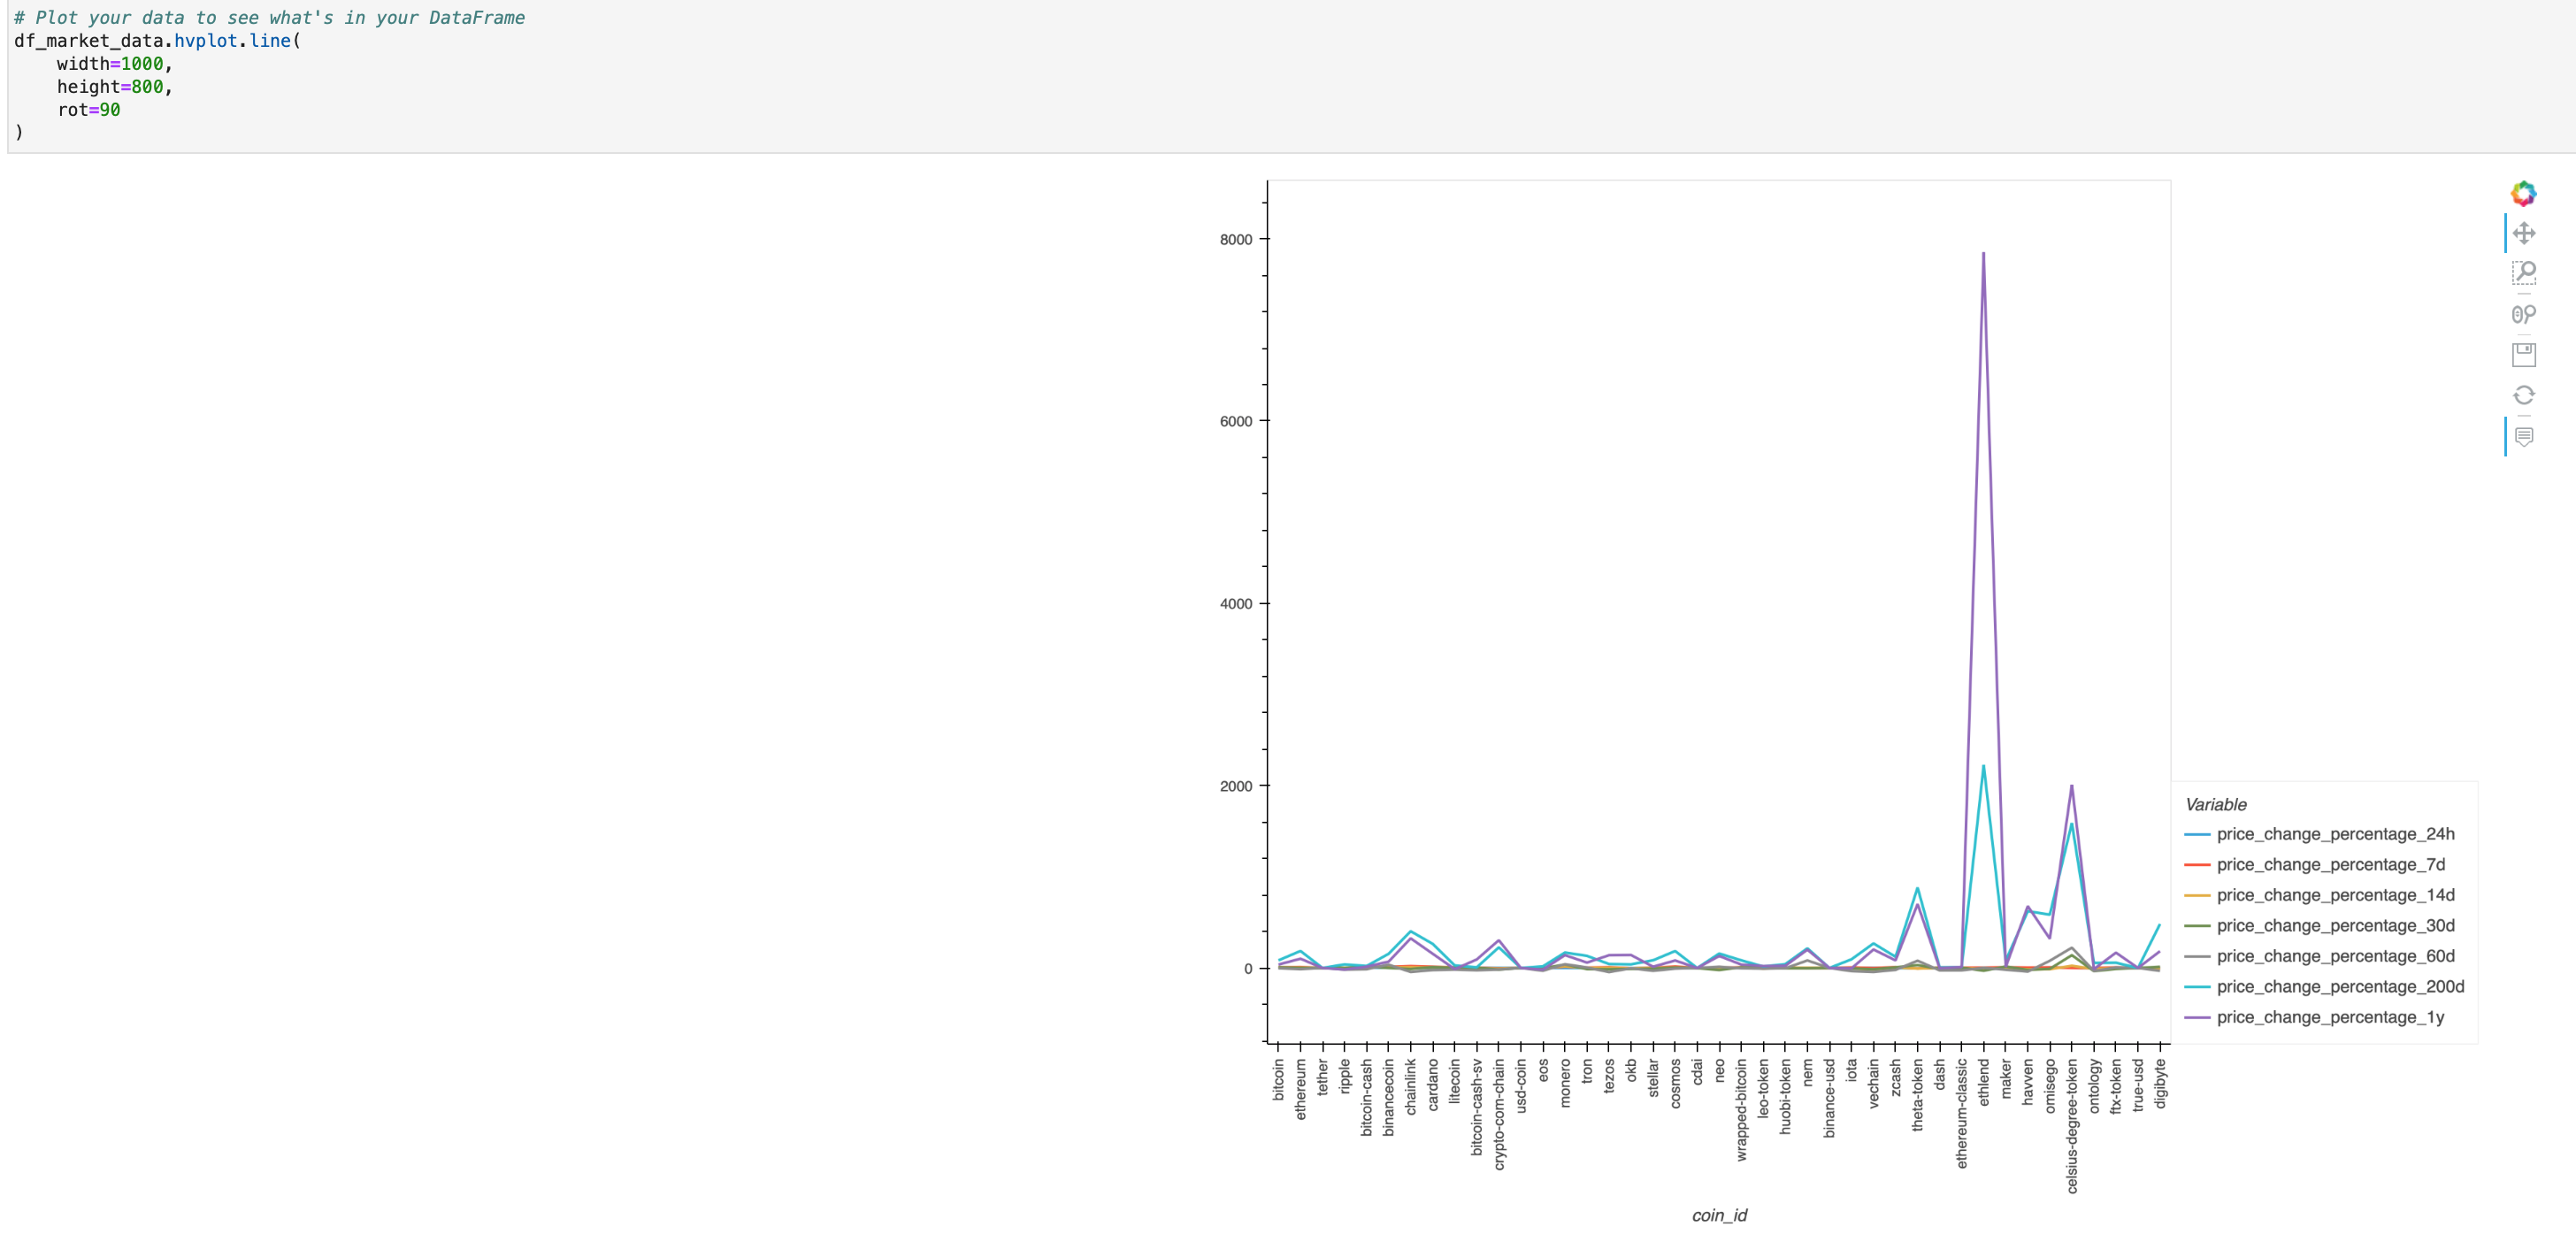 # Plot your data to see what's in your DataFrame
df_market_data.hvplot.line(
    width=1000,
    height=800,
    rot=90
)
8000
6000
4000
2000
0
Variable
price_change_percentage_24h
price_change_percentage_7d
price_change_percentage_14d
price_change_percentage_30d
price_change_percentage_60d
price_change_percentage_200d
price_change_percentage_1y
bitcoin
ethereum
tether
ripple
bitcoin-cash
binancecoin
chainlink
cardano
litecoin
bitcoin-cash-sv
crypto-com-chain
usd-coin
eos
monero
tron
tezos
okb
stellar
cosmos
cdai
neo
wrapped-bitcoin
leo-token
huobi-token
nem
binance-usd
iota
vechain
zcash
theta-token
dash
ethereum-classic
ethlend
maker
havven
omisego
celsius-degree-token
ontology
ftx-token
true-usd
digibyte
coin_id